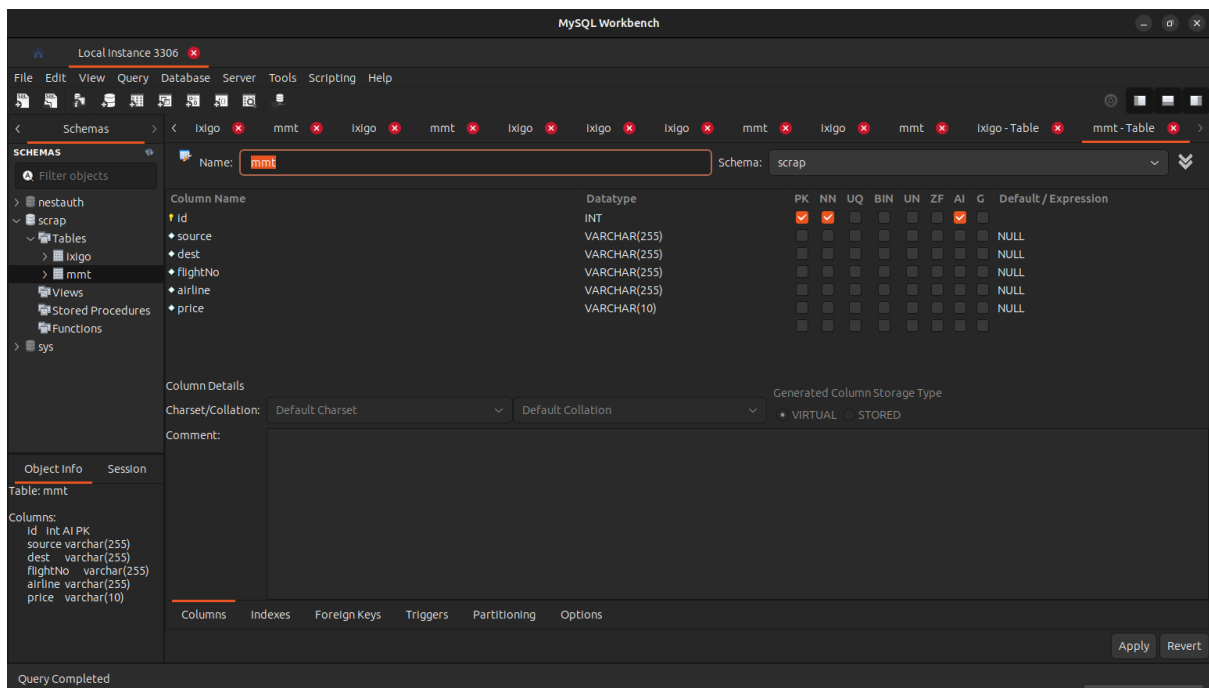 MySQL Workbench
Local Instance 3306
File Edit View Query Database Server Tools Scripting Help
Schemas
ixigo mmt ixigo mmt ixigo ixigo ixigo mmt ixigo mmt ixigo - Table mmt - Table
SCHEMAS
Name: mmt Schema: scrap
Filter objects
Column Name Datatype PK NN UQ BIN UN ZF AI G Default / Expression
nestauth
scrap
Tables
ixigo
mmt
Views
Stored Procedures
Functions
sys
id INT
source VARCHAR(255) NULL
dest VARCHAR(255) NULL
flightNo VARCHAR(255) NULL
airline VARCHAR(255) NULL
price VARCHAR(10) NULL
Column Details
Charset/Collation: Default Charset Default Collation
Generated Column Storage Type
VIRTUAL STORED
Comment:
Object Info Session
Table: mmt
Columns:
id int AI PK
source varchar(255)
dest varchar(255)
flightNo varchar(255)
airline varchar(255)
price varchar(10)
Columns Indexes Foreign Keys Triggers Partitioning Options
Apply Revert
Query Completed